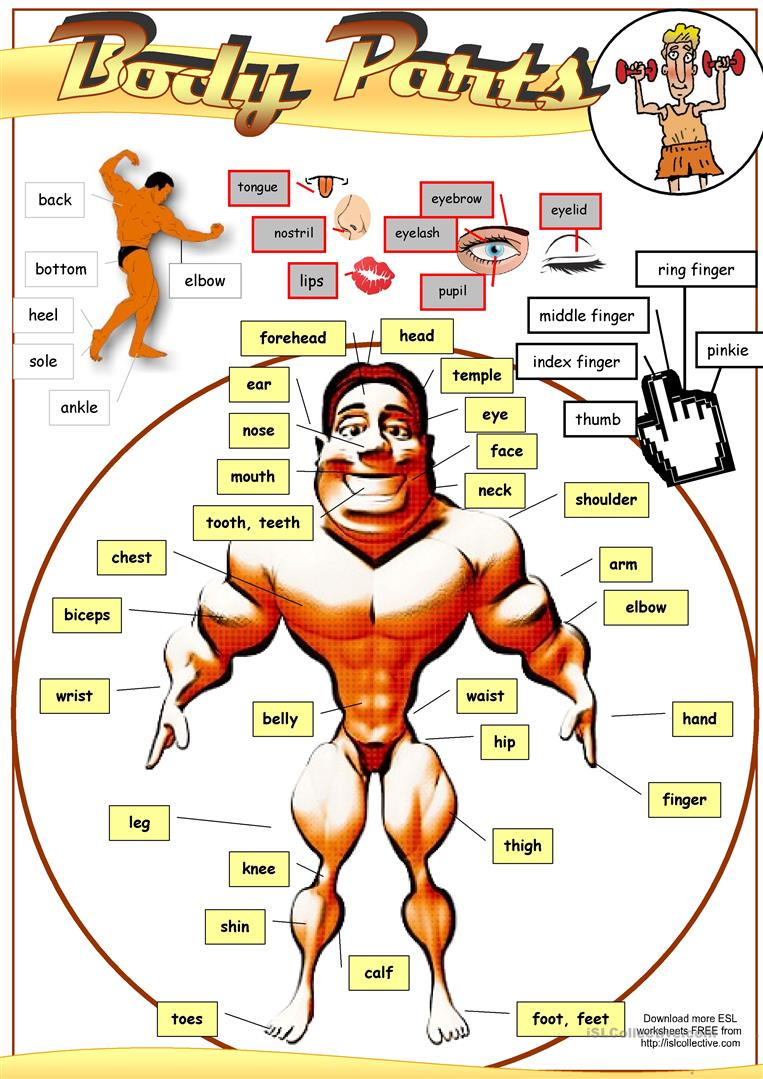 Body Parts
back
bottom
elbow
heel
sole
ankle
tongue
nostril
lips
eyebrow
eyelash
eyelid
pupil
ring finger
middle finger
index finger
pinkie
thumb
forehead
head
ear
temple
nose
eye
face
mouth
neck
tooth, teeth
shoulder
chest
arm
biceps
elbow
wrist
waist
belly
hand
hip
finger
leg
thigh
knee
shin
calf
toes
foot, feet
Download more ESL
worksheets FREE from
http://islcollective.com
iSLCollective.com